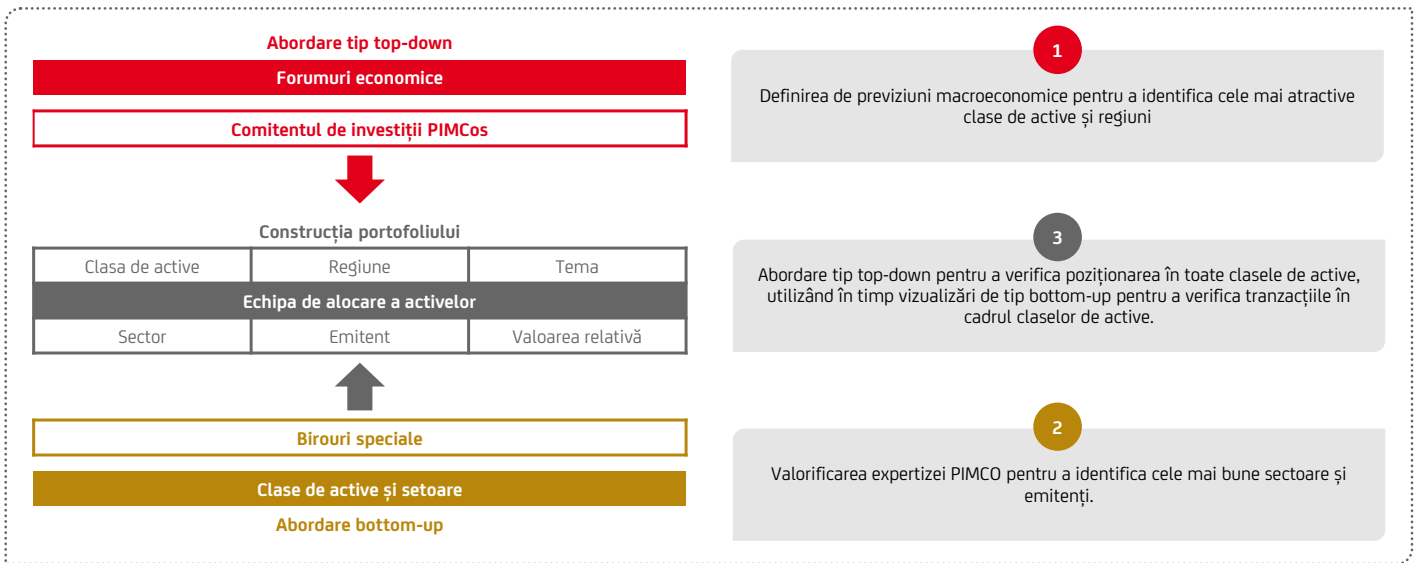 Abordare tip top-down
Forumuri economice
Comitentul de investiții PIMCos
Construcția portofoliului
Clasa de active Regiune Tema
Echipa de alocare a activelor
Sector Emitent Valoarea relativă
Birouri speciale
Clase de active și setoare
Abordare bottom-up
1
Definirea de previziuni macroeconomice pentru a identifica cele mai atractive
clase de active și regiuni
3
Abordare tip top-down pentru a verifica poziționarea în toate clasele de active,
utilizând în timp vizualizări de tip bottom-up pentru a verifica tranzacțiile în
cadrul claselor de active.
2
Valorificarea expertizei PIMCO pentru a identifica cele mai bune sectoare și
emitenți.